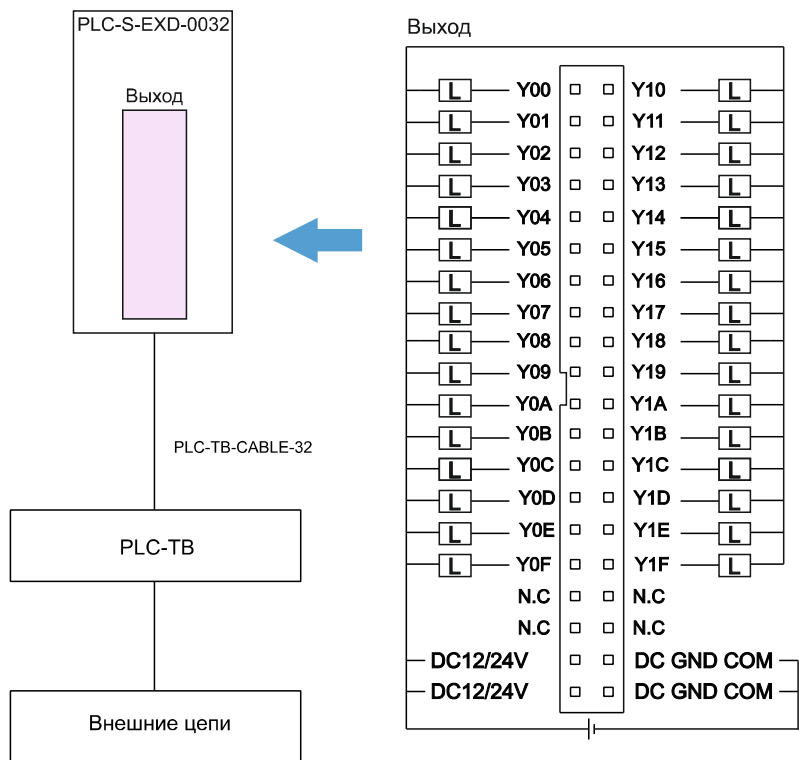 PLC-S-EXD-0032
Выход
PLC-TB-CABLE-32
PLC-TB
Внешние цепи
Выход
L Y00 Y10 L
L Y01 Y11 L
L Y02 Y12 L
L Y03 Y13 L
L Y04 Y14 L
L Y05 Y15 L
L Y06 Y16 L
L Y07 Y17 L
L Y08 Y18 L
L Y09 Y19 L
L Y0A Y1A L
L Y0B Y1B L
L Y0C Y1C L
L Y0D Y1D L
L Y0E Y1E L
L Y0F Y1F L
N.C N.C
N.C N.C
DC12/24V DC GND COM
DC12/24V DC GND COM